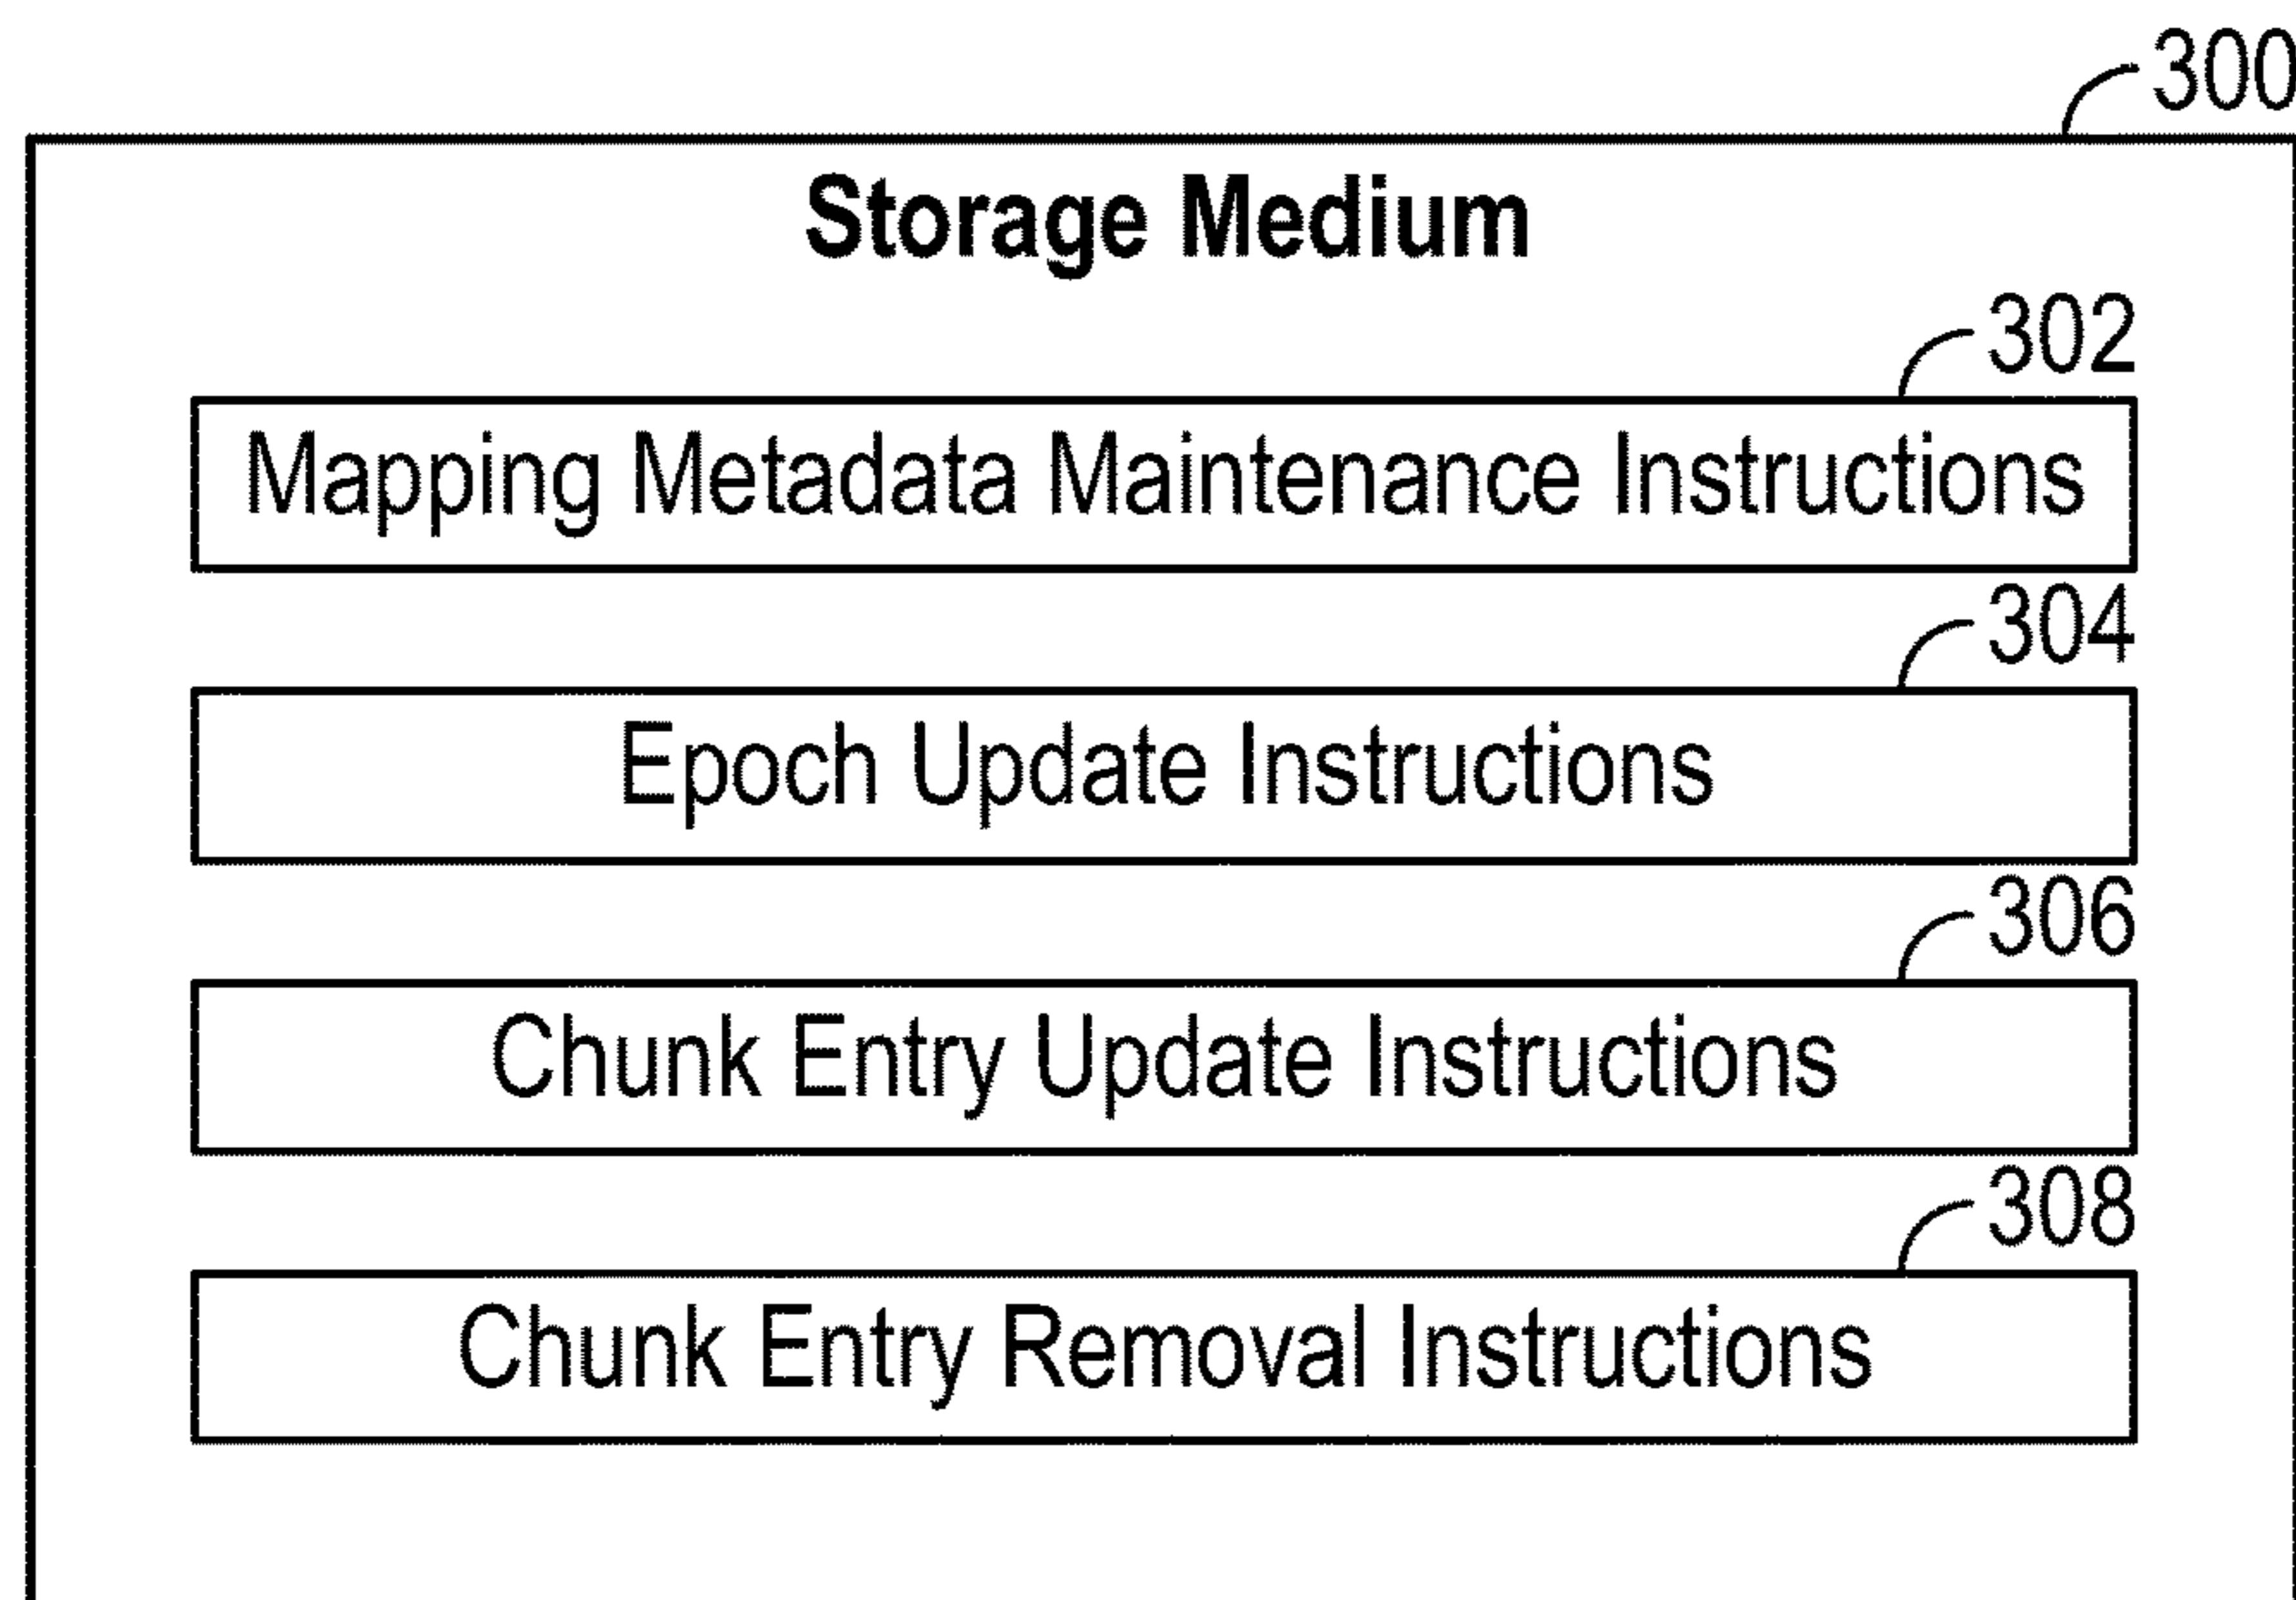 300
Storage Medium
302
Mapping Metadata Maintenance Instructions
304
Epoch Update Instructions
306
Chunk Entry Update Instructions
308
Chunk Entry Removal Instructions